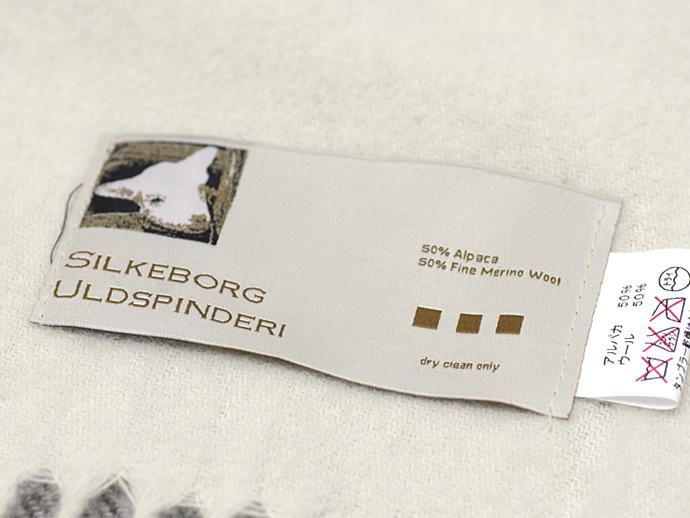 SILKEBORG
ULDSPINDERI
50% Alpaca
50% Fine Merino Wool
dry clean only
アルパカ 50%
ウール 50%